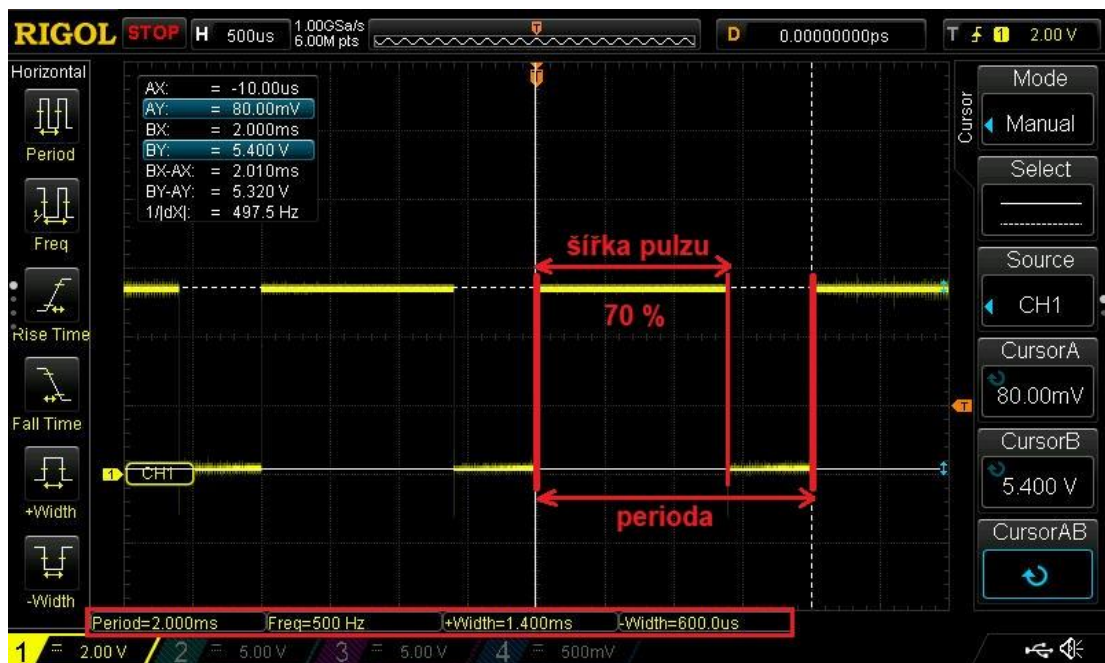 RIGOL STOP H 500us 1.00GSa/s 6.00M pts T D 0.00000000ps T 1 2.00 V
Horizontal
Period
Freq
Rise Time
Fall Time
+Width
-Width
AX: = -10.00us
AY: = 80.00mV
BX: = 2.000ms
BY: = 5.400 V
BX-AX: = 2.010ms
BY-AY: = 5.320 V
1/|dX|: = 497.5 Hz
T
šířka pulzu
70 %
T
1 CH1
perioda
Cursor
Mode
Manual
Select
Source
CH1
CursorA
80.00mV
CursorB
5.400 V
CursorAB
Period=2.000ms Freq=500 Hz +Width=1.400ms -Width=600.0us
1 = 2.00 V 2 = 5.00 V 3 = 5.00 V 4 = 500mV